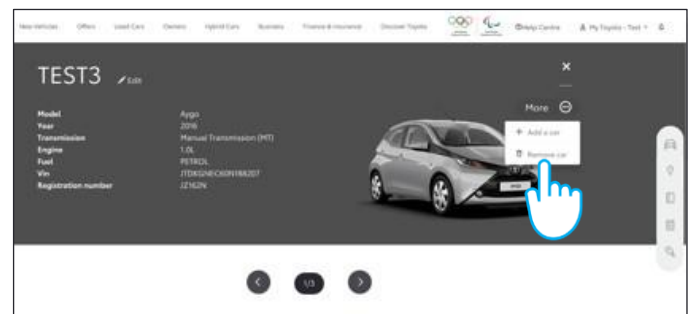 New Vehicles Offers Used Cars Owners Hybrid Cars Business Finance & Insurance Discover Toyota Help Centre My Toyota - Test
TEST3 Edit
More
Add a car
Remove car
Model Aygo
Year 2016
Transmission Manual Transmission (MT)
Engine 1.0L
Fuel PETROL
Vin
Registration number JZ162N
1/3